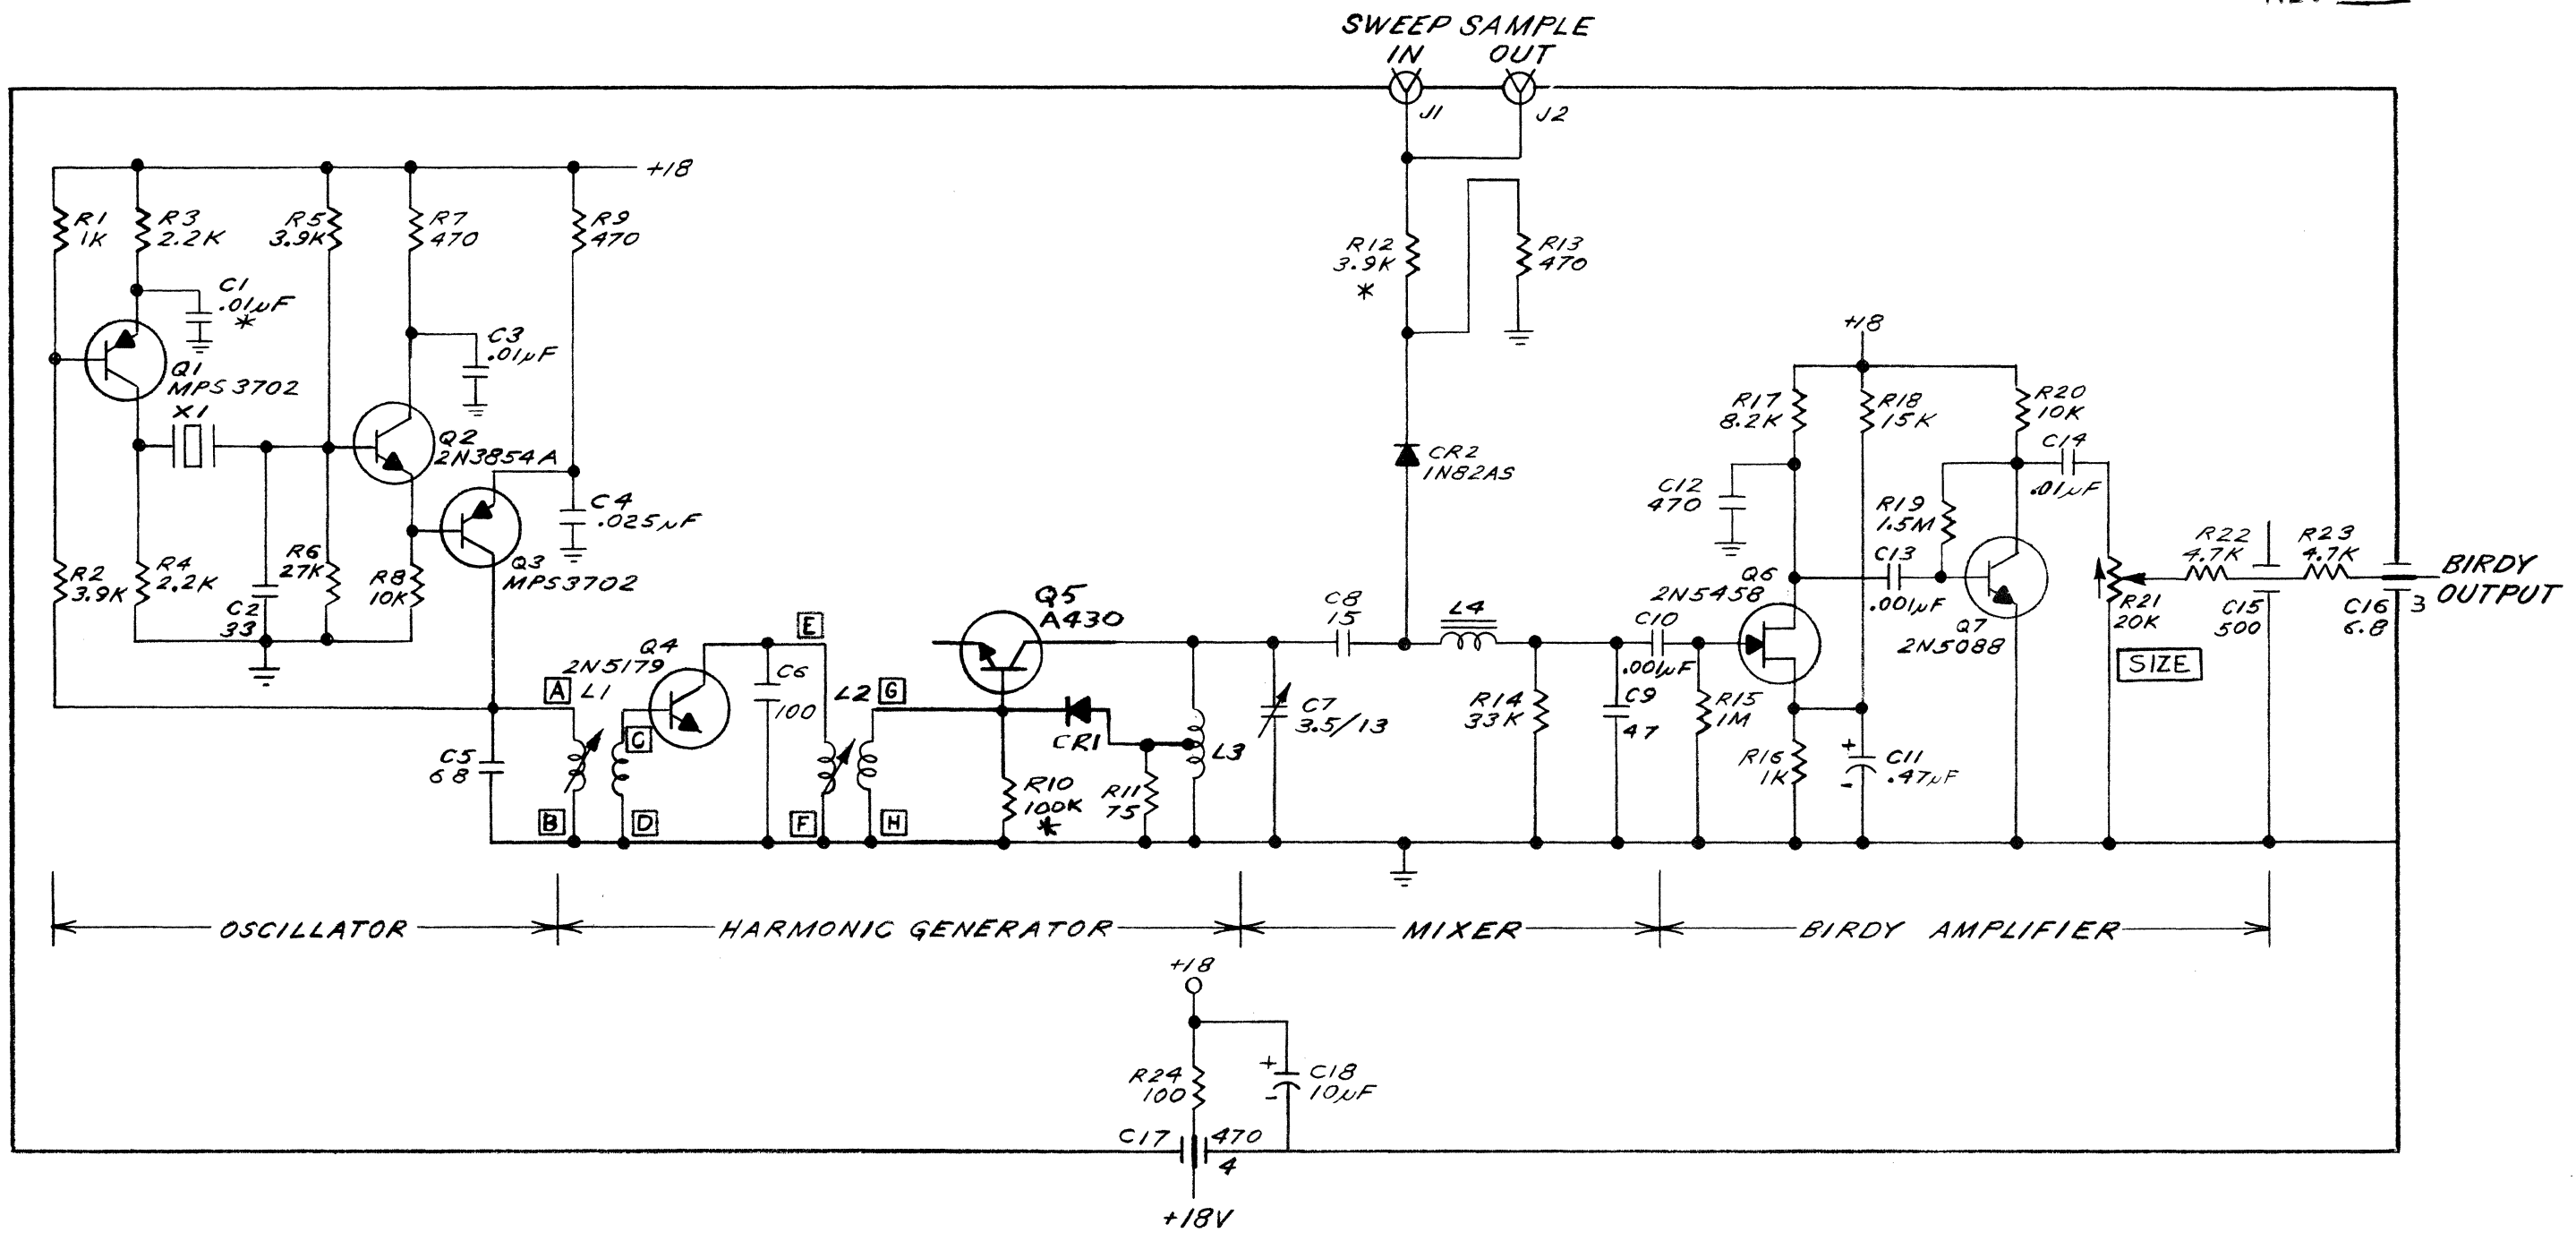 SWEEP SAMPLE
IN OUT
J1
J2
+18
R1
1K
R3
2.2K
R5
3.9K
R7
470
R9
470
C1
.01µF
*
Q1
MPS3702
X1
C3
.01µF
Q2
2N3854A
C4
.025µF
Q3
MPS3702
R2
3.9K
R4
2.2K
C2
33
R6
27K
R8
10K
R12
3.9K
*
R13
470
CR2
1N82AS
+18
R17
8.2K
R18
15K
R20
10K
C14
.01µF
C12
470
R19
1.5M
C13
.001µF
Q7
2N5088
Q6
2N5458
R21
20K
SIZE
R22
4.7K
C15
500
R23
4.7K
C16
6.8
3
BIRDY
OUTPUT
A
L1
B
C
D
C5
68
Q4
2N5179
E
C6
100
F
L2
G
H
Q5
A430
CR1
R10
100K
*
R11
75
L3
C7
3.5/13
C8
15
L4
R14
33K
C9
47
C10
.001µF
R15
1M
R16
1K
+
C11
.47µF
-
OSCILLATOR
HARMONIC GENERATOR
MIXER
BIRDY AMPLIFIER
+18
R24
100
+
C18
10µF
-
C17
470
4
+18V